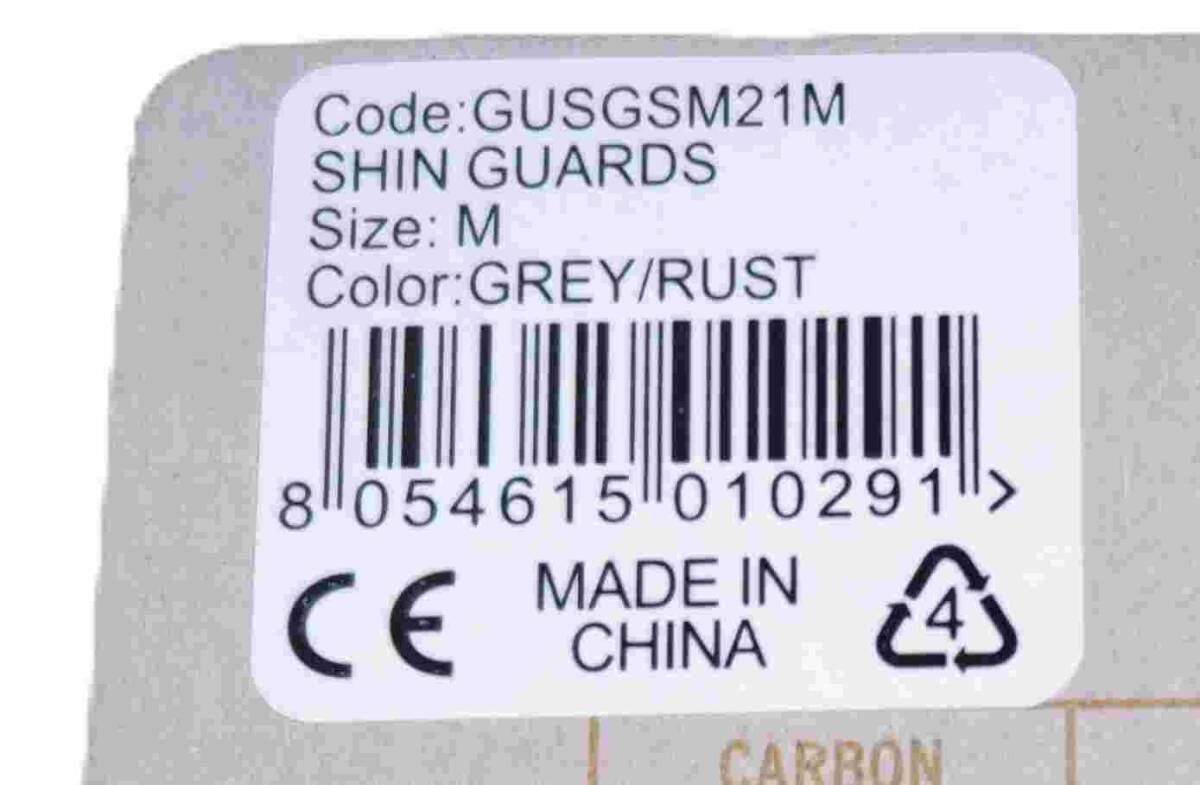 Code:GUSGSM21M
SHIN GUARDS
Size: M
Color:GREY/RUST
8 054615 010291 >
CE
MADE IN
CHINA
4
CARBON